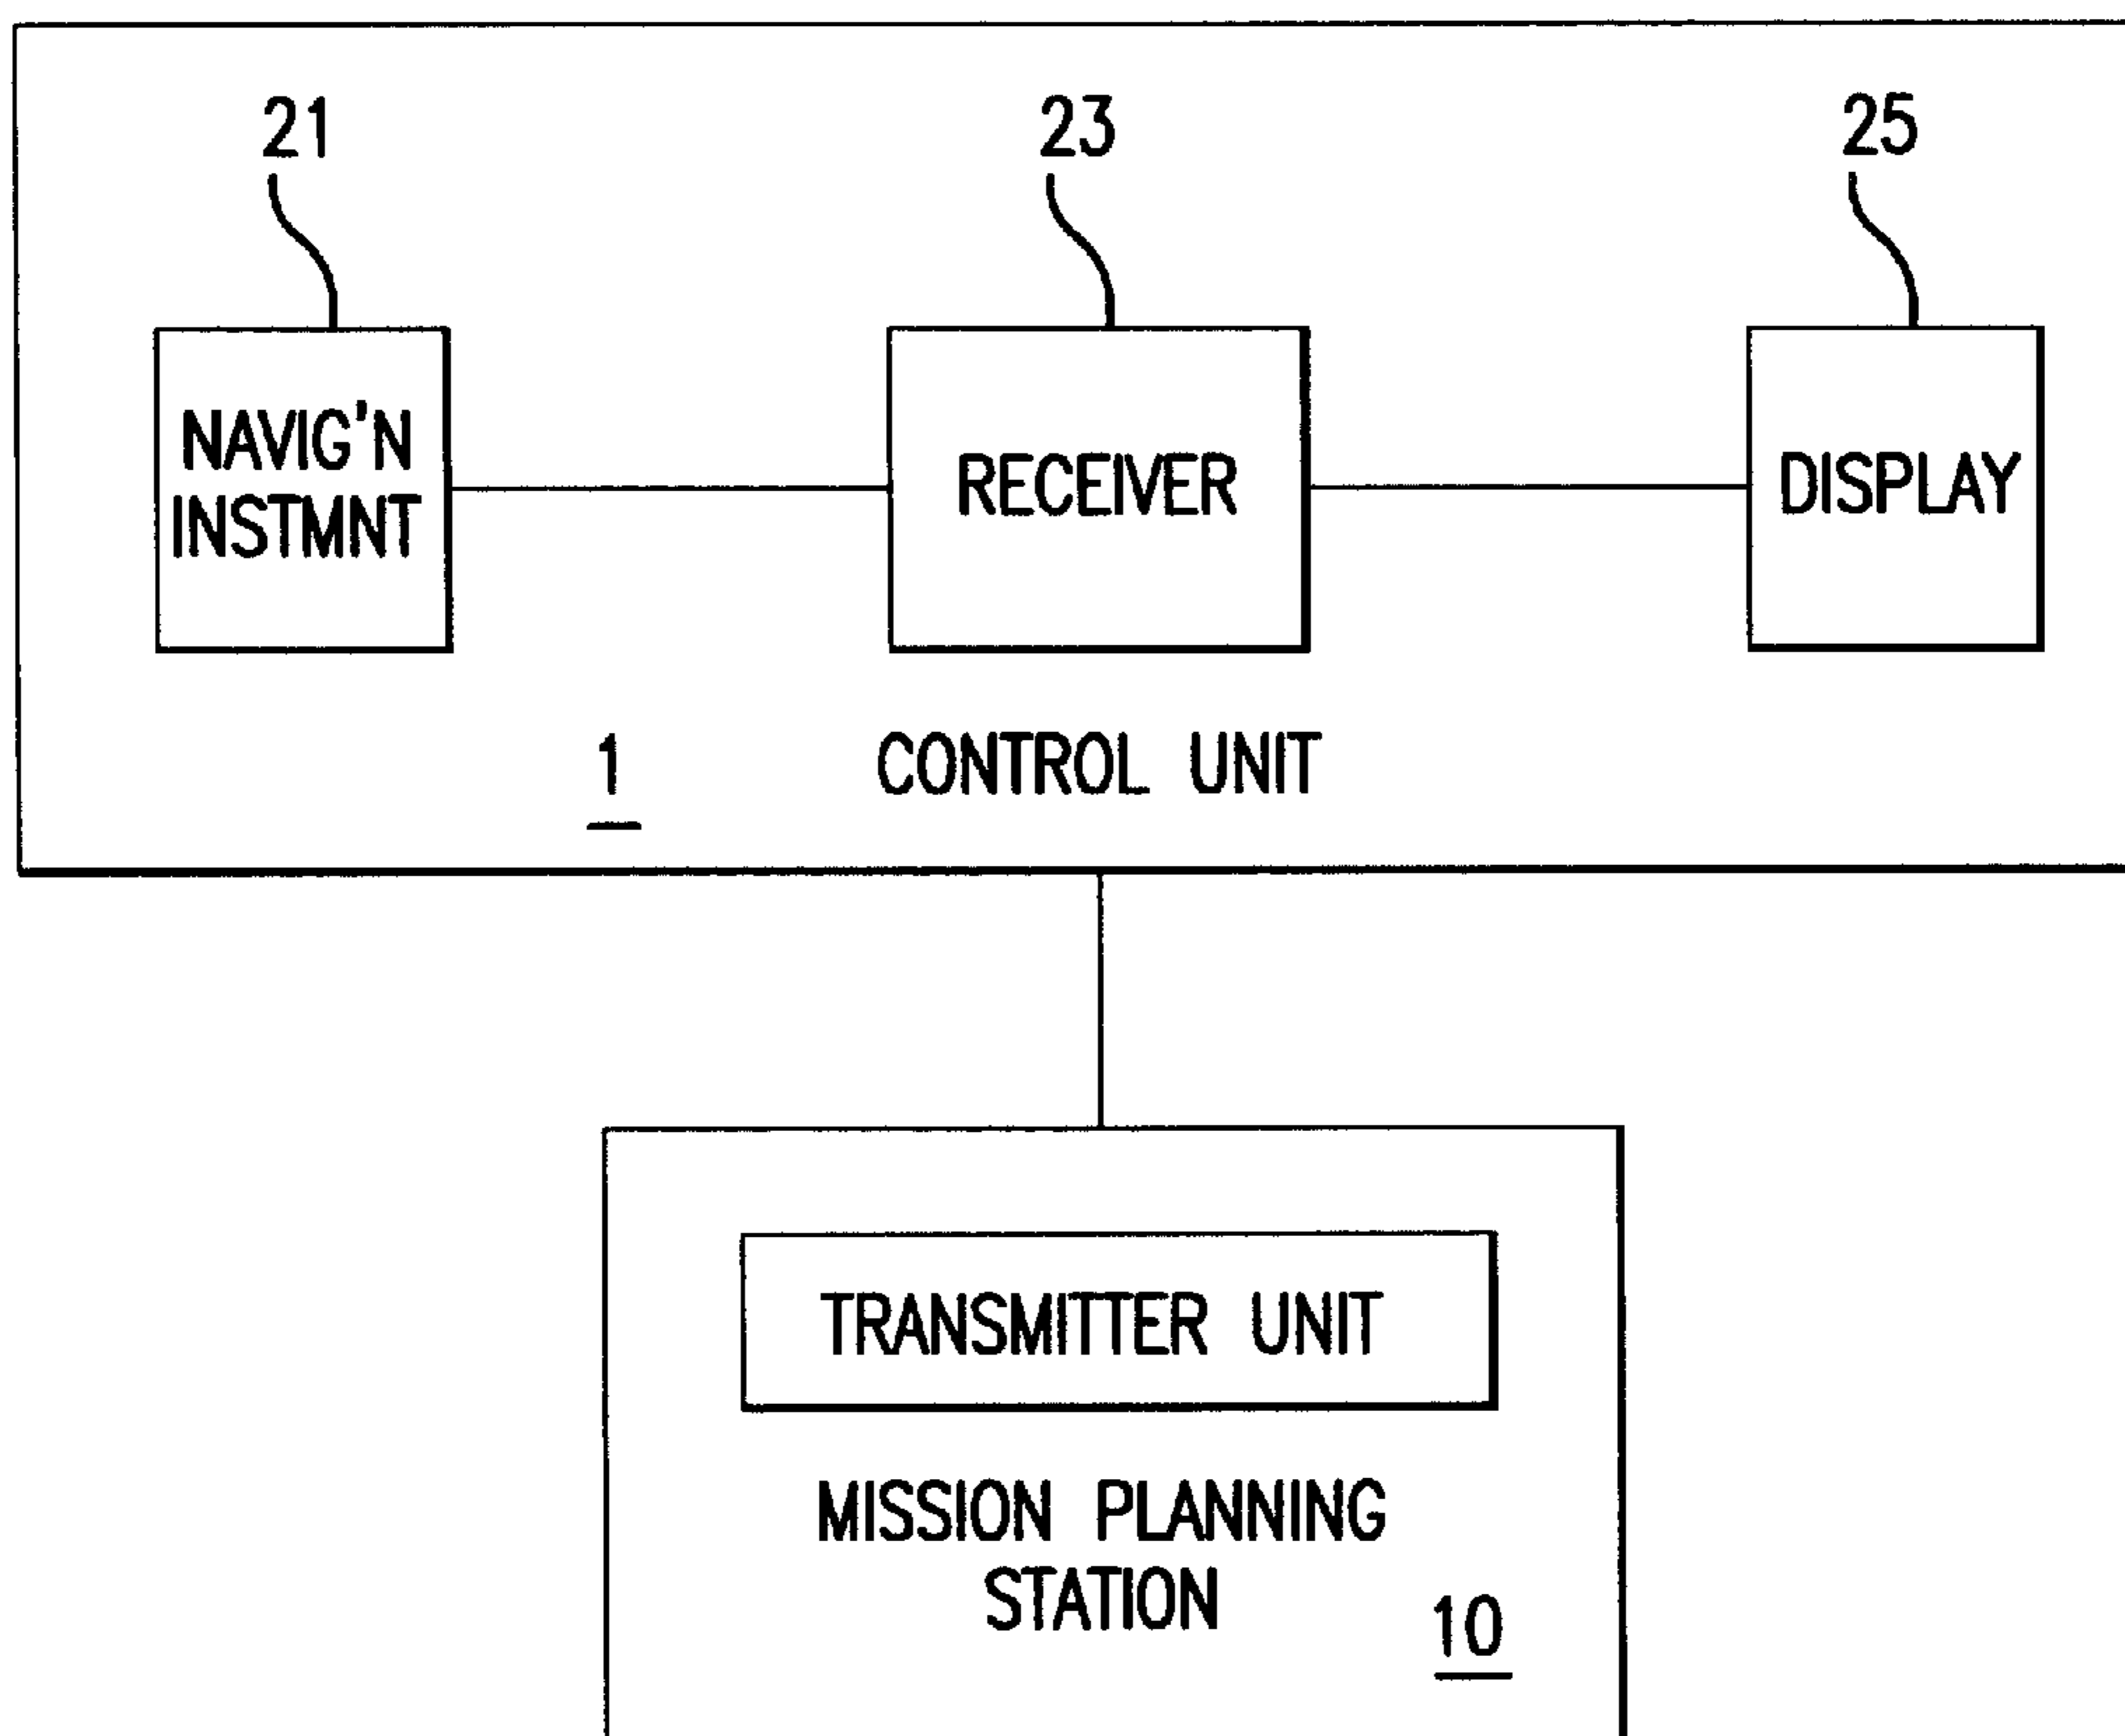 21
23
25
NAVIG'N
INSTMNT
RECEIVER
DISPLAY
1
CONTROL UNIT
TRANSMITTER UNIT
MISSION PLANNING
STATION
10